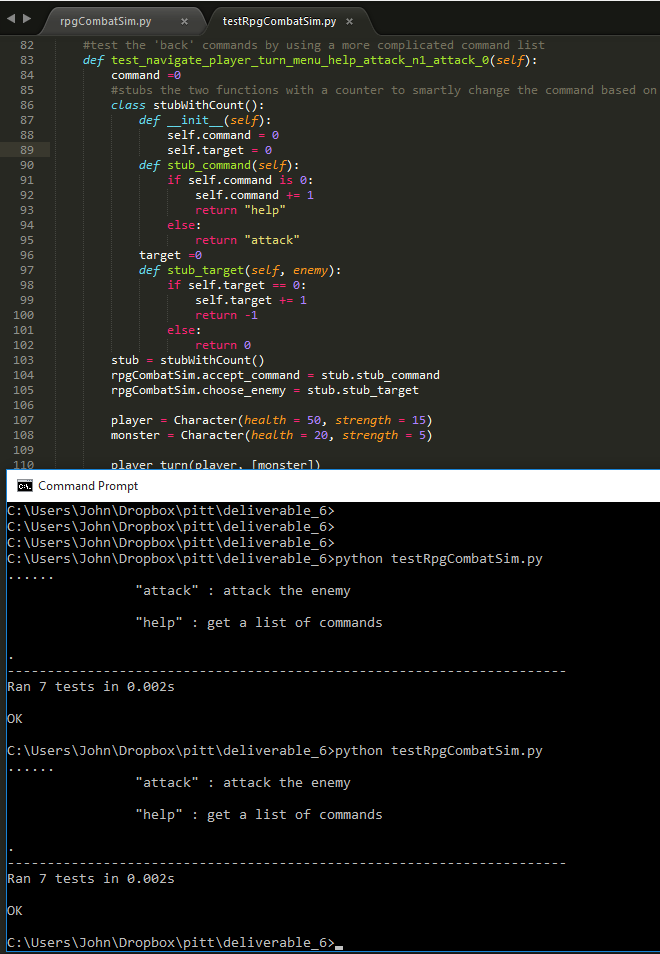 rpgCombatSim.py × testRpgCombatSim.py ×
82 #test the 'back' commands by using a more complicated command list
83 def test_navigate_player_turn_menu_help_attack_n1_attack_0(self):
84 command =0
85 #stubs the two functions with a counter to smartly change the command based on
86 class stubWithCount():
87 def __init__(self):
88 self.command = 0
89 self.target = 0
90 def stub_command(self):
91 if self.command is 0:
92 self.command += 1
93 return "help"
94 else:
95 return "attack"
96 target =0
97 def stub_target(self, enemy):
98 if self.target == 0:
99 self.target += 1
100 return -1
101 else:
102 return 0
103 stub = stubWithCount()
104 rpgCombatSim.accept_command = stub.stub_command
105 rpgCombatSim.choose_enemy = stub.stub_target
106
107 player = Character(health = 50, strength = 15)
108 monster = Character(health = 20, strength = 5)
109
110 player_turn(player, [monster])
Command Prompt
C:\Users\John\Dropbox\pitt\deliverable_6>
C:\Users\John\Dropbox\pitt\deliverable_6>
C:\Users\John\Dropbox\pitt\deliverable_6>
C:\Users\John\Dropbox\pitt\deliverable_6>python testRpgCombatSim.py
......
"attack" : attack the enemy
"help" : get a list of commands
.
----------------------------------------------------------------------
Ran 7 tests in 0.002s
OK
C:\Users\John\Dropbox\pitt\deliverable_6>python testRpgCombatSim.py
......
"attack" : attack the enemy
"help" : get a list of commands
.
----------------------------------------------------------------------
Ran 7 tests in 0.002s
OK
C:\Users\John\Dropbox\pitt\deliverable_6>